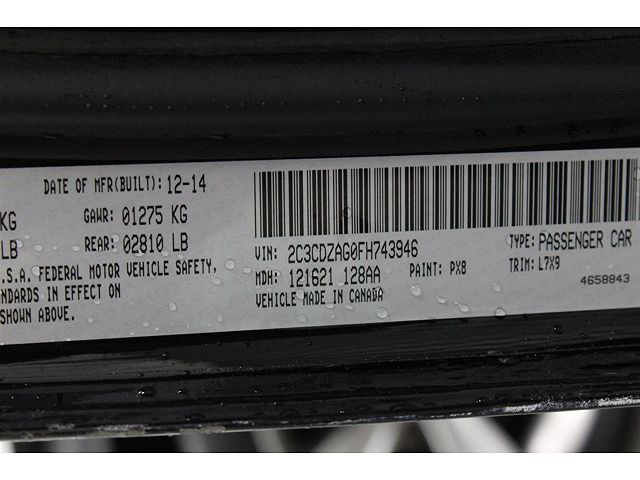 DATE OF MFR(BUILT): 12-14
KG GAWR: 01275 KG
LB REAR: 02810 LB
.S.A. FEDERAL MOTOR VEHICLE SAFETY,
ANDARDS IN EFFECT ON
SHOWN ABOVE.
VIN: 2C3CDZAG0FH743946 TYPE: PASSENGER CAR
MDH: 121621 128AA PAINT: PX8 TRIM: L7X9
VEHICLE MADE IN CANADA 4658843